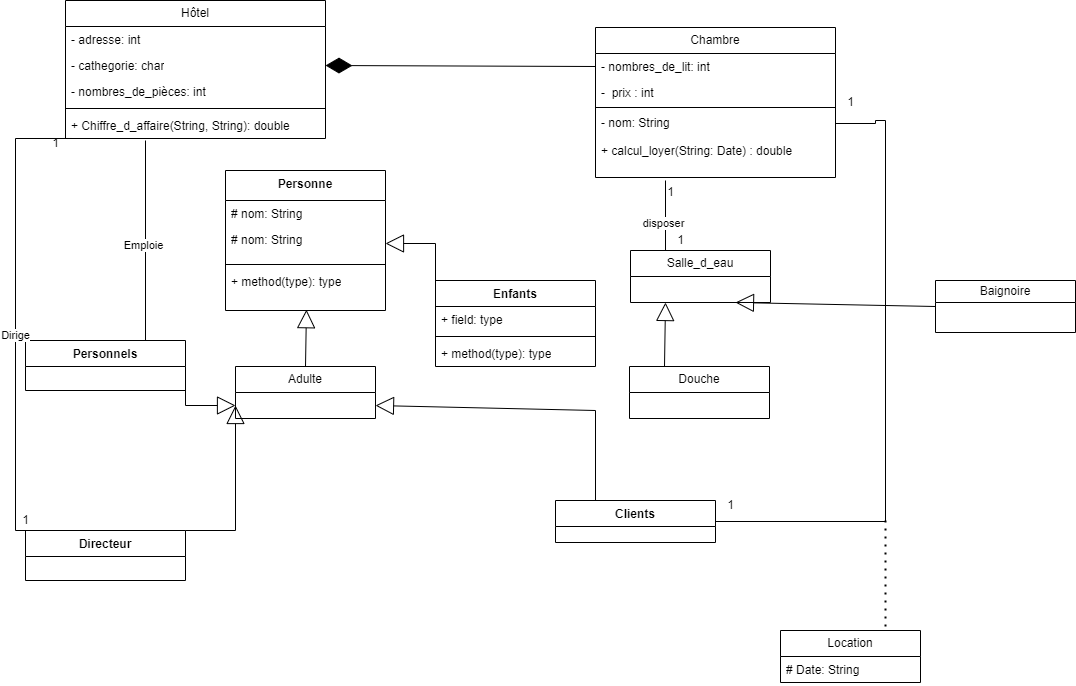 Hôtel
- adresse: int
- cathegorie: char
- nombres_de_pièces: int
+ Chiffre_d_affaire(String, String): double
Chambre
- nombres_de_lit: int
-  prix : int
- nom: String
+ calcul_loyer(String: Date) : double
1
1
Personne
# nom: String
# nom: String
+ method(type): type
1
disposer
1
Emploie
Salle_d_eau
Enfants
+ field: type
+ method(type): type
Baignoire
Dirige
Personnels
Adulte
Douche
1
Clients
1
Directeur
Location
# Date: String